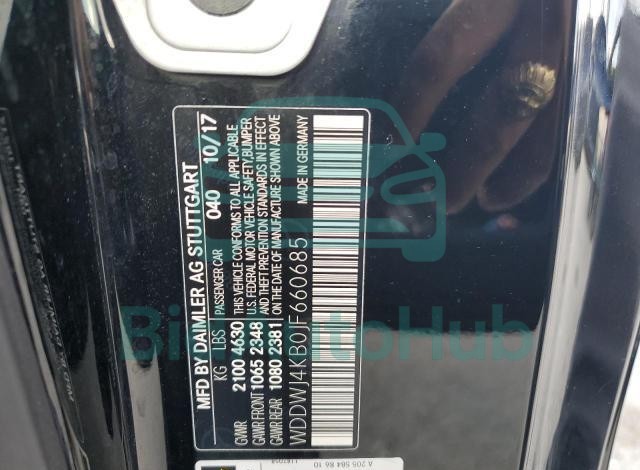 MFD BY DAIMLER AG STUTTGART
040 10/17
KG LBS PASSENGER CAR
GVWR 2100 4630 THIS VEHICLE CONFORMS TO ALL APPLICABLE
GAWR FRONT 1065 2348 U.S. FEDERAL MOTOR VEHICLE SAFETY, BUMPER
GAWR REAR 1080 2381 AND THEFT PREVENTION STANDARDS IN EFFECT
ON THE DATE OF MANUFACTURE SHOWN ABOVE
WDDWJ4KB0JF660685 MADE IN GERMANY
A 205 584 86 10